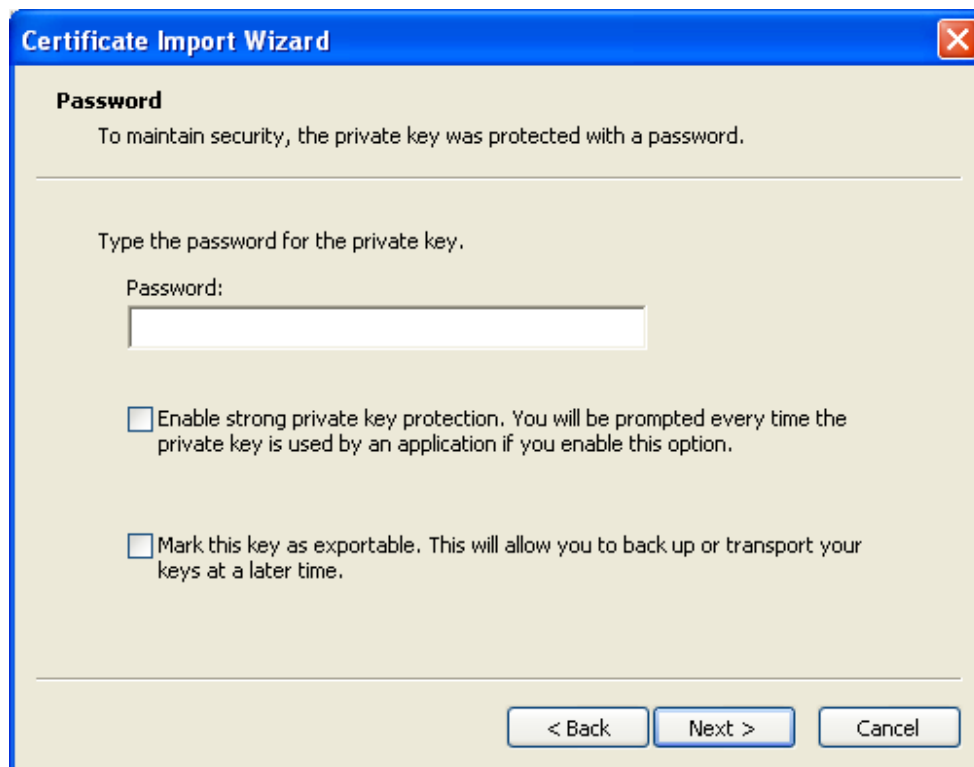 Certificate Import Wizard
Password
To maintain security, the private key was protected with a password.
Type the password for the private key.
Password:
Enable strong private key protection. You will be prompted every time the
private key is used by an application if you enable this option.
Mark this key as exportable. This will allow you to back up or transport your
keys at a later time.
< Back Next > Cancel